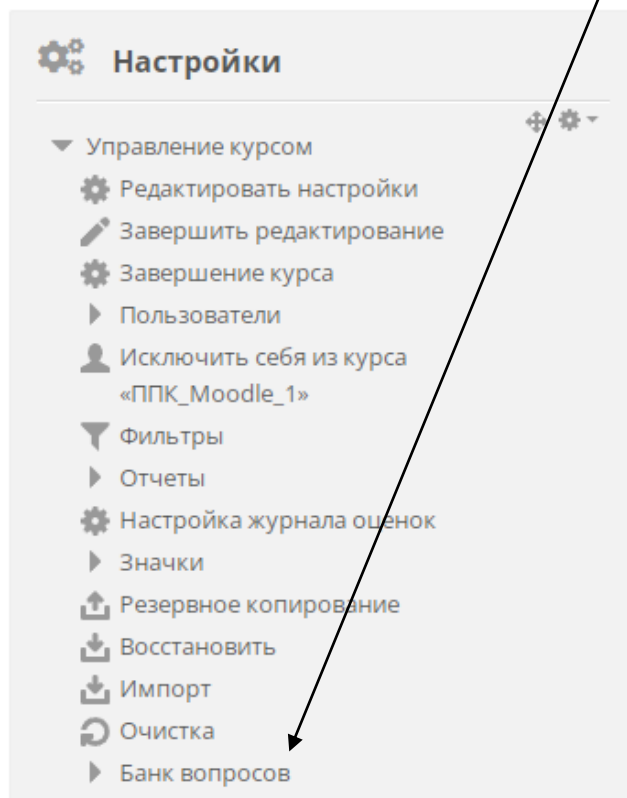 Настройки
Управление курсом
Редактировать настройки
Завершить редактирование
Завершение курса
Пользователи
Исключить себя из курса
«ППК_Moodle_1»
Фильтры
Отчеты
Настройка журнала оценок
Значки
Резервное копирование
Восстановить
Импорт
Очистка
Банк вопросов